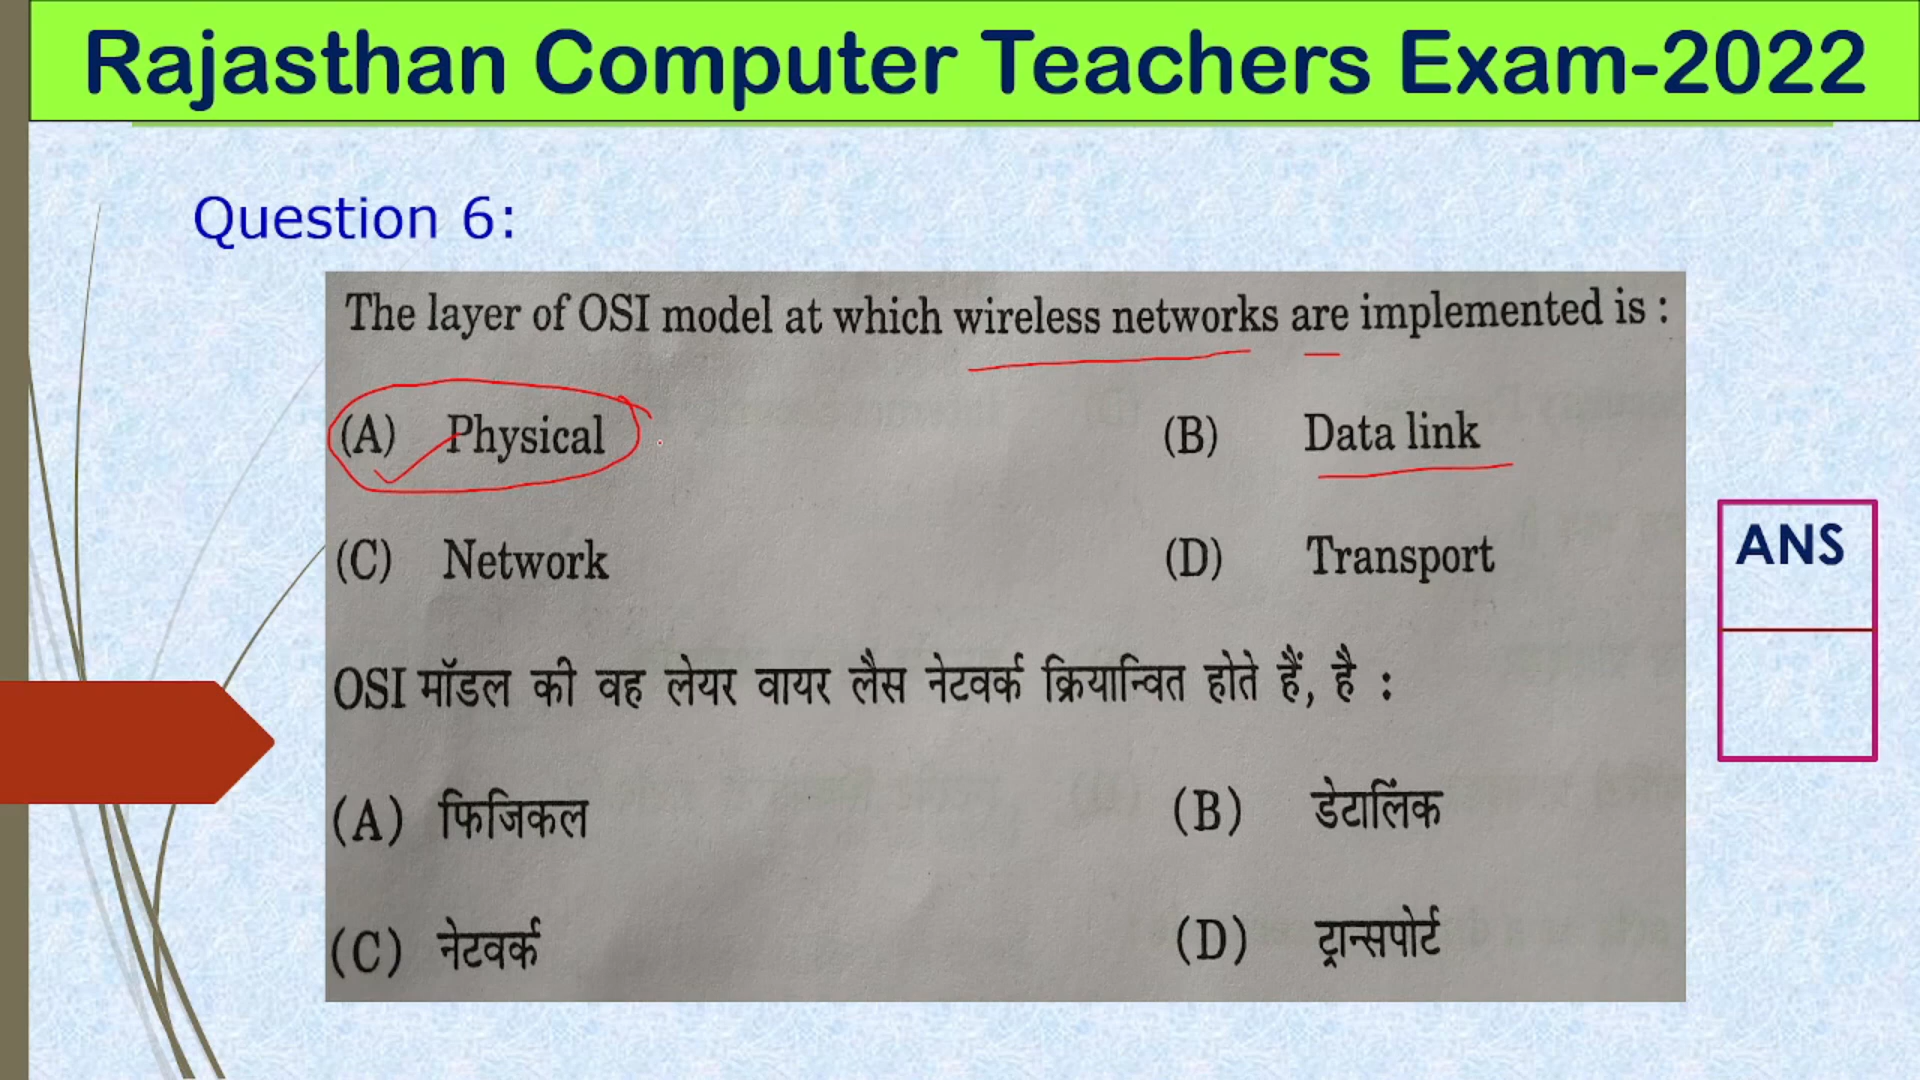 Rajasthan Computer Teachers Exam-2022
Question 6:
The layer of OSI model at which wireless networks are implemented is :
(A) Physical (B) Data link
(C) Network (D) Transport
ANS
OSI मॉडल की वह लेयर वायर लैस नेटवर्क क्रियान्वित होते हैं, है :
(A) फिजिकल (B) डेटालिंक
(C) नेटवर्क (D) ट्रान्सपोर्ट